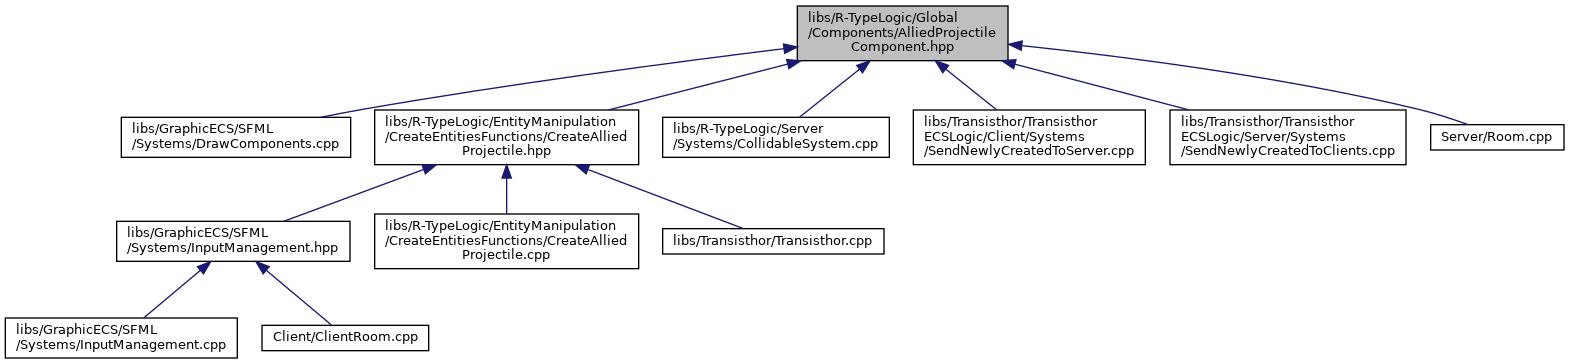 libs/R-TypeLogic/Global
/Components/AlliedProjectile
Component.hpp
libs/GraphicECS/SFML
/Systems/DrawComponents.cpp
libs/R-TypeLogic/EntityManipulation
/CreateEntitiesFunctions/CreateAllied
Projectile.hpp
libs/R-TypeLogic/Server
/Systems/CollidableSystem.cpp
libs/Transisthor/Transisthor
ECSLogic/Client/Systems
/SendNewlyCreatedToServer.cpp
libs/Transisthor/Transisthor
ECSLogic/Server/Systems
/SendNewlyCreatedToClients.cpp
Server/Room.cpp
libs/GraphicECS/SFML
/Systems/InputManagement.hpp
libs/R-TypeLogic/EntityManipulation
/CreateEntitiesFunctions/CreateAllied
Projectile.cpp
libs/Transisthor/Transisthor.cpp
libs/GraphicECS/SFML
/Systems/InputManagement.cpp
Client/ClientRoom.cpp